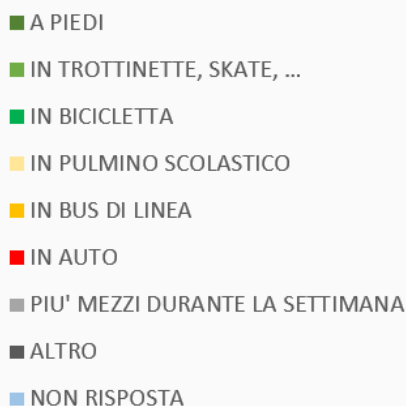 A PIEDI
IN TROTTINETTE, SKATE, ...
IN BICICLETTA
IN PULMINO SCOLASTICO
IN BUS DI LINEA
IN AUTO
PIU' MEZZI DURANTE LA SETTIMANA
ALTRO
NON RISPOSTA